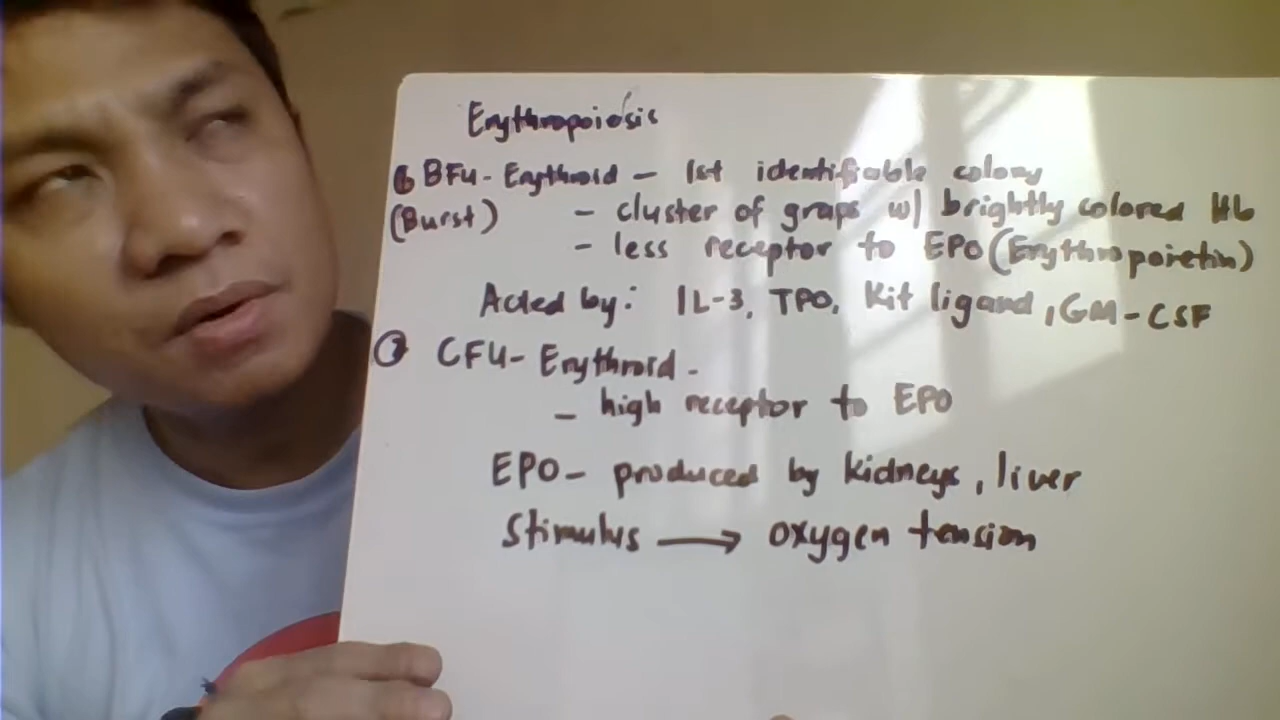 Erythropoiesis
① BFU- Erythroid - 1st identifiable colony
(Burst) - cluster of graps w/ brightly colored Hb
- less receptor to EPO (Erythropoietin)
Acted by: IL-3, TPO, Kit ligand, GM-CSF
CFU- Erythroid -
- high receptor to EPO
EPO - produced by kidneys, liver
Stimulus → oxygen tension